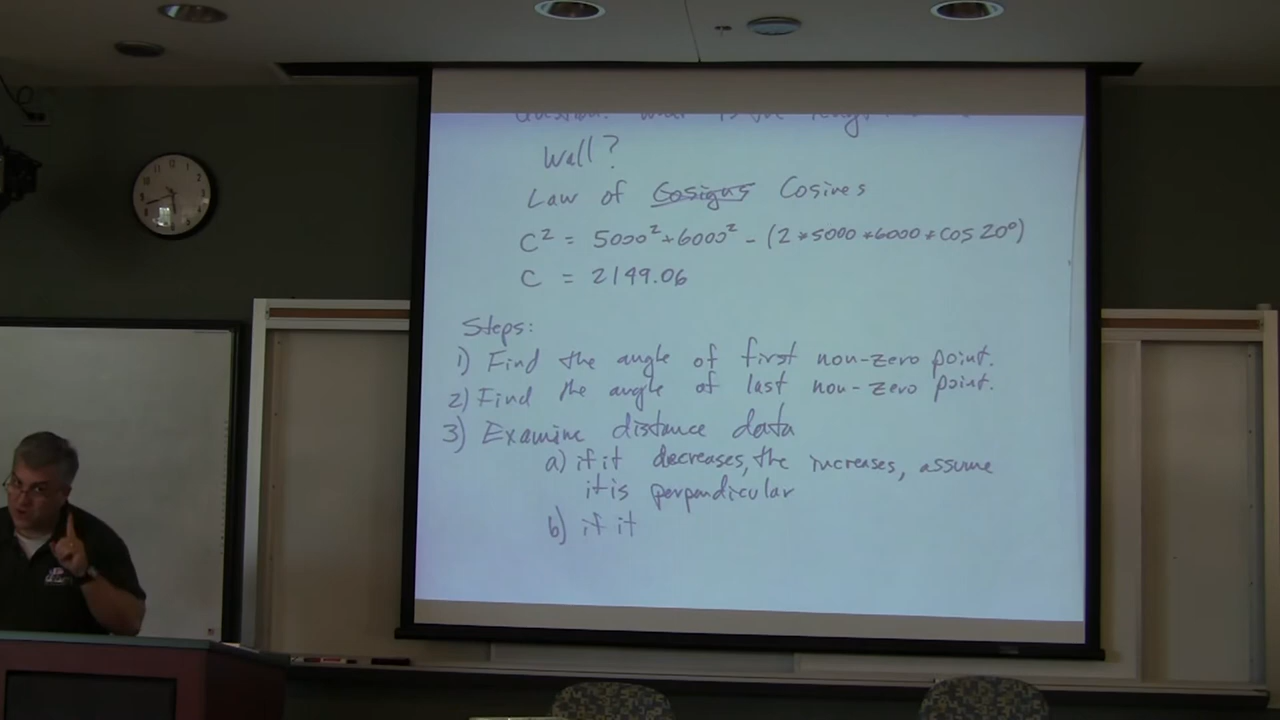 Wall?
Law of Cosigns Cosines
C² = 5000² + 6000² - (2 * 5000 * 6000 * cos 20°)
C = 2149.06
Steps:
1) Find the angle of first non-zero point.
2) Find the angle of last non-zero point.
3) Examine distance data
a) if it decreases, the increases, assume
it is perpendicular
b) if it